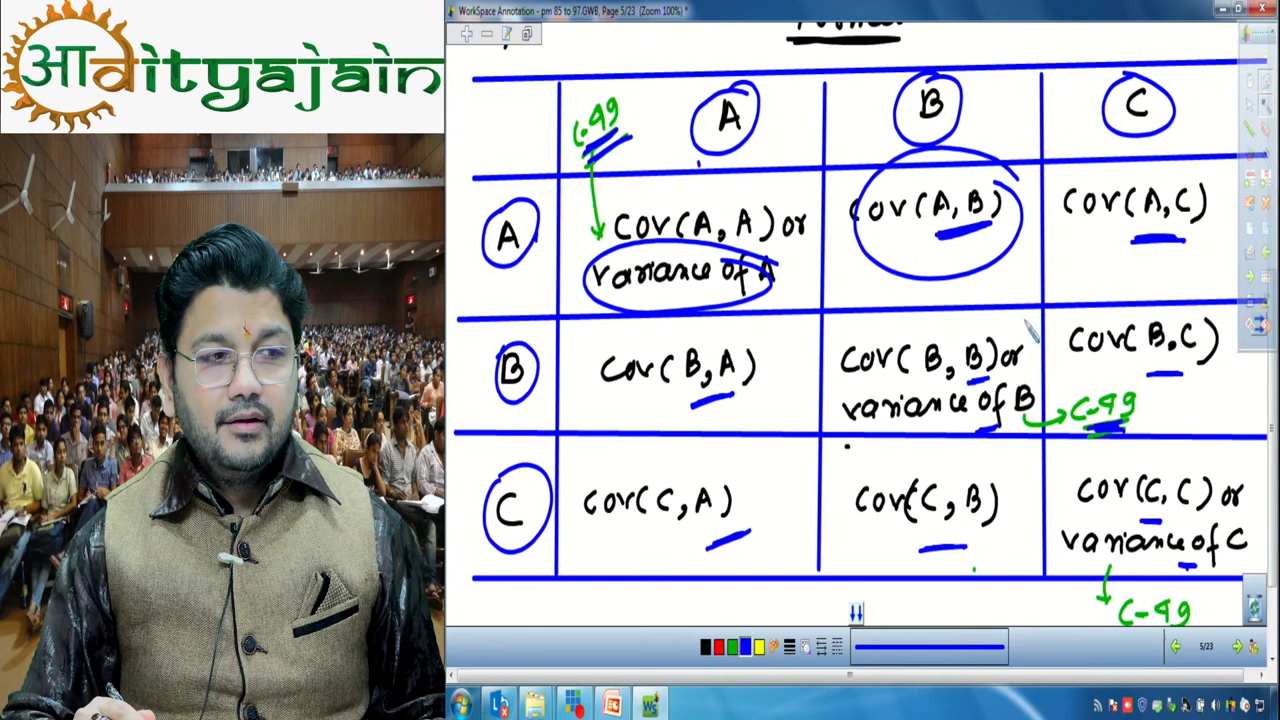 आdityajain
WorkSpace Annotation - pm 85 to 97.GWB, Page 5/23 (Zoom 100%) *
A
B
C
C-49
A
COV(A, A) or
variance of A
COV(A, B)
COV(A, C)
B
COV(B, A)
COV(B, B) or
variance of B
C-49
COV(B, C)
C
COV(C, A)
COV(C, B)
COV(C, C) or
variance of C
C-49
5/23